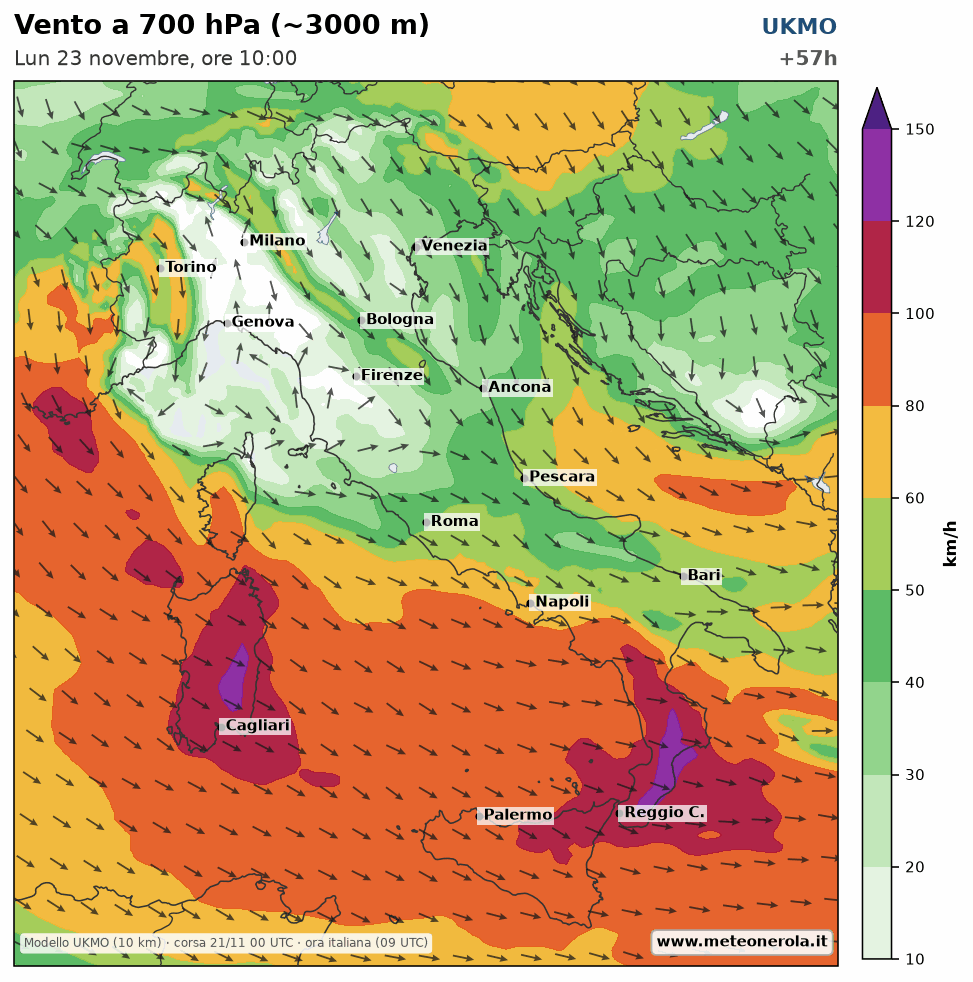 Vento a 700 hPa (~3000 m)
UKMO
Lun 23 novembre, ore 10:00
+57h
150
120
100
80
60
50
40
30
20
10
km/h
Milano
Venezia
Torino
Genova
Bologna
Firenze
Ancona
Pescara
Roma
Bari
Napoli
Cagliari
Palermo
Reggio C.
Modello UKMO (10 km) · corsa 21/11 00 UTC · ora italiana (09 UTC)
www.meteonerola.it